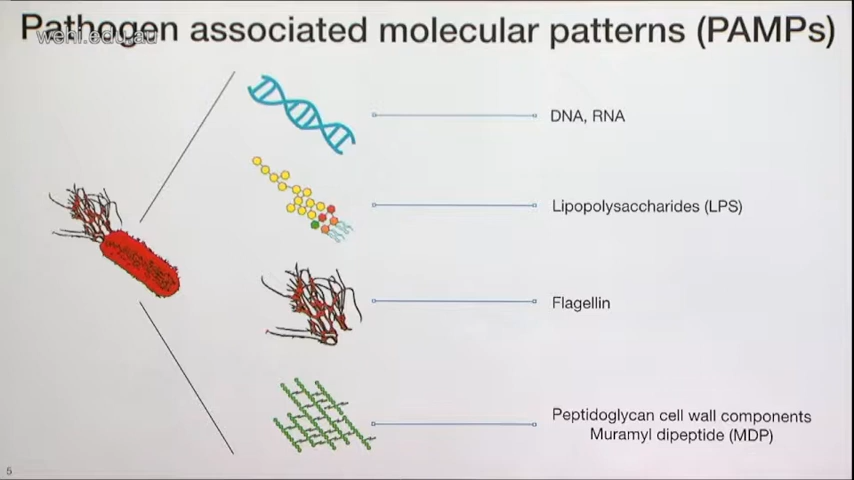 Pathogen associated molecular patterns (PAMPs)
wehi.edu.au
DNA, RNA
Lipopolysaccharides (LPS)
Flagellin
Peptidoglycan cell wall components
Muramyl dipeptide (MDP)
5